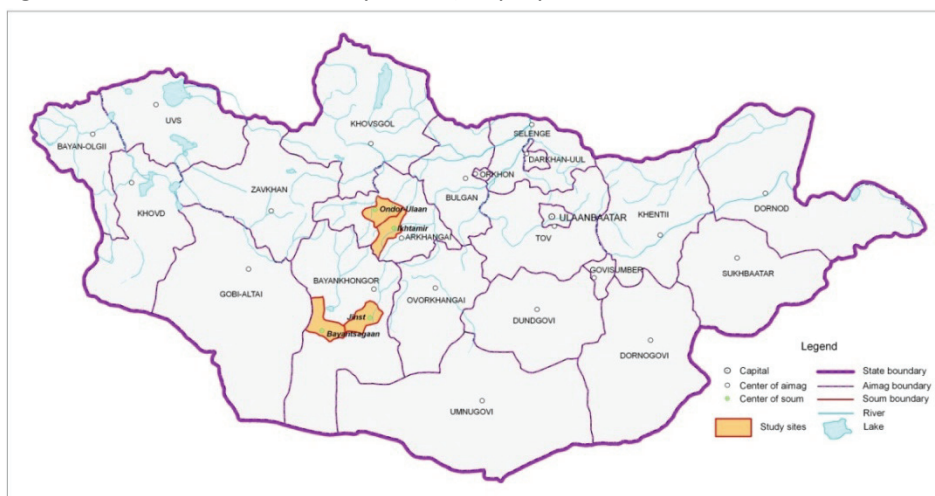 UVS
BAYAN-OLGII
KHOVSGOL
SELENGE
DARKHAN-UUL
ORKHON
ZAVKHAN
BULGAN
KHENTII
DORNOD
KHOVD
Ondor-Ulaan
ULAANBAATAR
Ikhtamir
ARKHANGAI
TOV
SUKHBAATAR
GOVISUMBER
BAYANKHONGOR
GOBI-ALTAI
OVORKHANGAI
Jinst
DUNDGOVI
Bayantsagaan
DORNOGOVI
UMNUGOVI
Legend
Capital
Center of aimag
Center of soum
Study sites
State boundary
Aimag boundary
Soum boundary
River
Lake